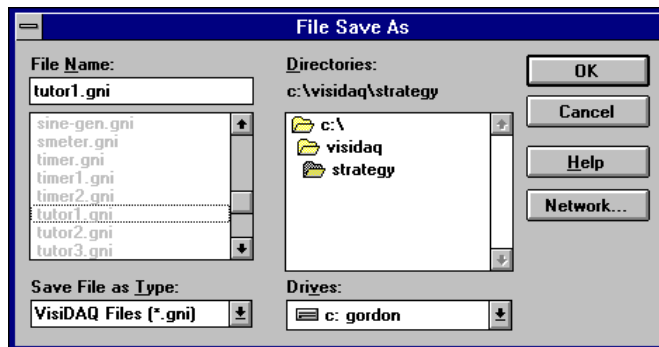 File Save As
File Name:
tutor1.gni
sine-gen.gni
smeter.gni
timer.gni
timer1.gni
timer2.gni
tutor1.gni
tutor2.gni
tutor3.gni
Save File as Type:
VisiDAQ Files (*.gni)
Directories:
c:\visidaq\strategy
c:\
visidaq
strategy
Drives:
c: gordon
OK
Cancel
Help
Network...